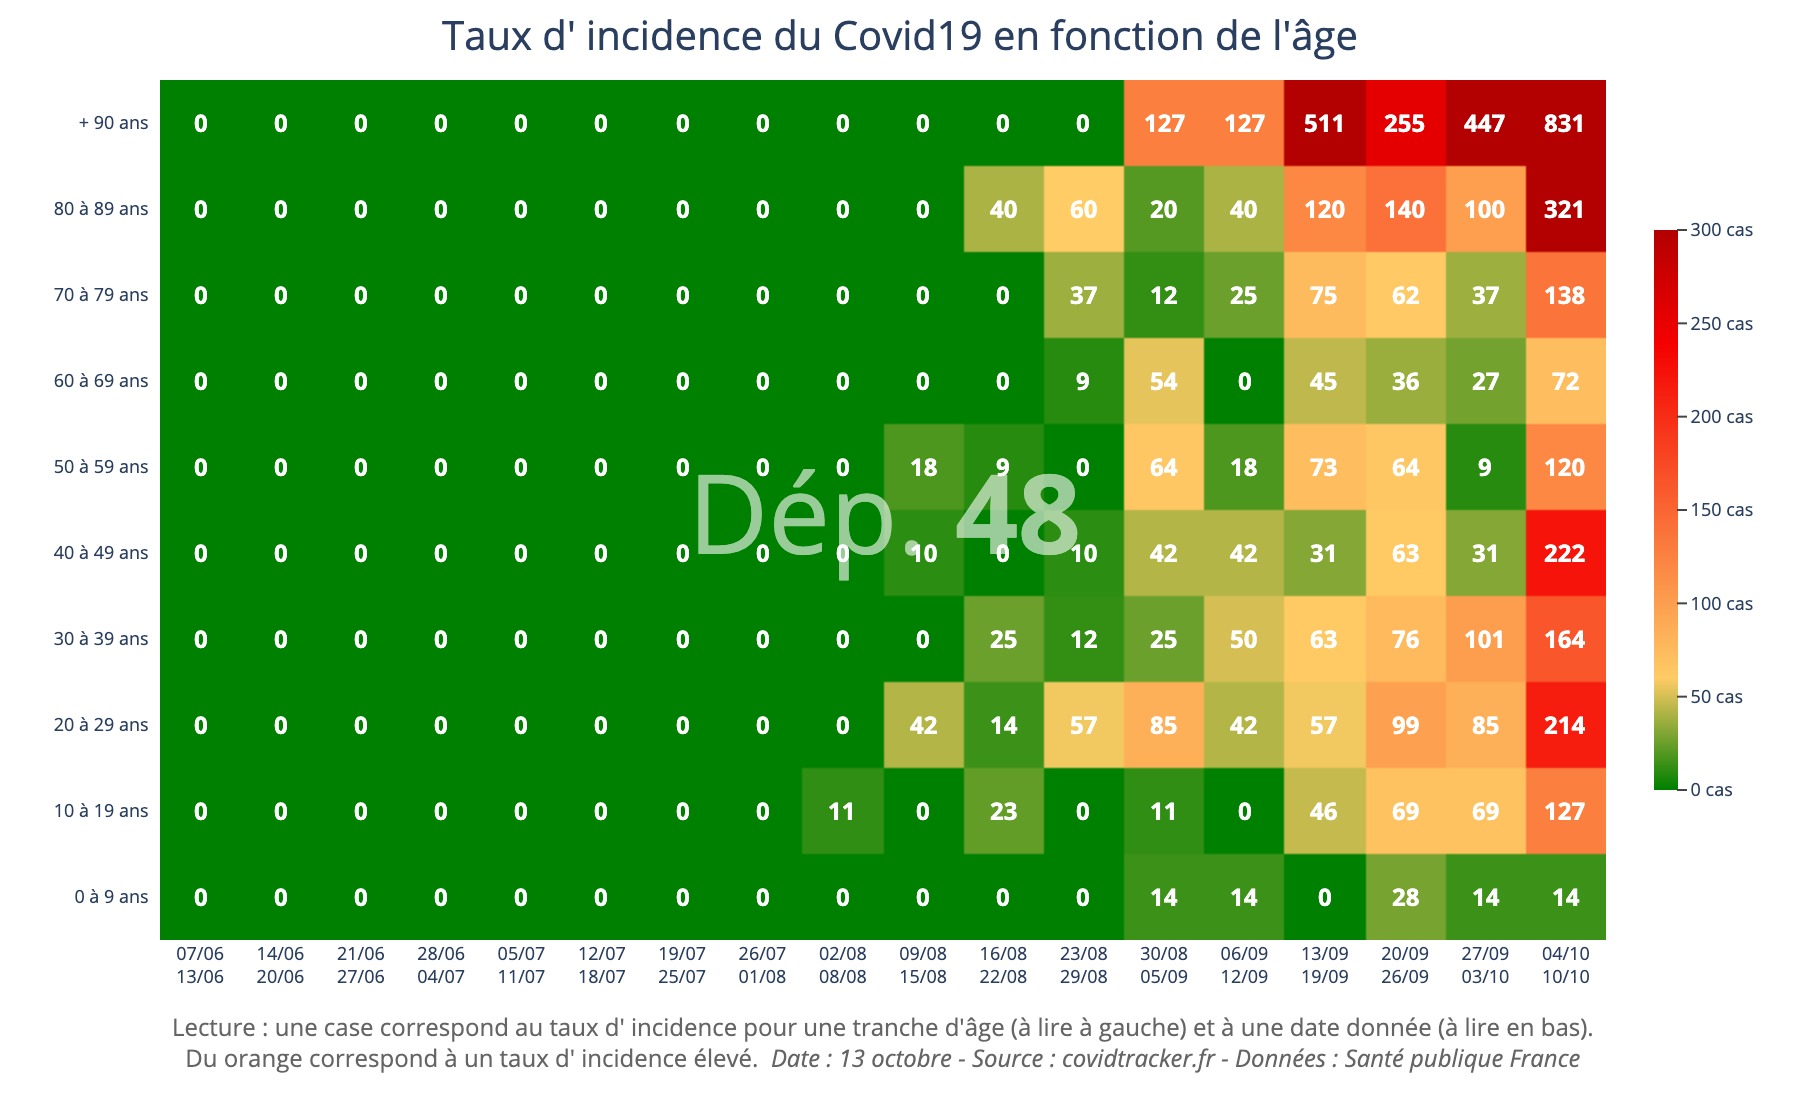 Taux d' incidence du Covid19 en fonction de l'âge
+ 90 ans 0 0 0 0 0 0 0 0 0 0 0 0 127 127 511 255 447 831
80 à 89 ans 0 0 0 0 0 0 0 0 0 0 40 60 20 40 120 140 100 321
70 à 79 ans 0 0 0 0 0 0 0 0 0 0 0 37 12 25 75 62 37 138
60 à 69 ans 0 0 0 0 0 0 0 0 0 0 0 9 54 0 45 36 27 72
50 à 59 ans 0 0 0 0 0 0 0 0 0 18 9 0 64 18 73 64 9 120
Dép. 48
40 à 49 ans 0 0 0 0 0 0 0 0 0 10 0 10 42 42 31 63 31 222
30 à 39 ans 0 0 0 0 0 0 0 0 0 0 25 12 25 50 63 76 101 164
20 à 29 ans 0 0 0 0 0 0 0 0 0 42 14 57 85 42 57 99 85 214
10 à 19 ans 0 0 0 0 0 0 0 0 11 0 23 0 11 0 46 69 69 127
0 à 9 ans 0 0 0 0 0 0 0 0 0 0 0 0 14 14 0 28 14 14
07/06 14/06 21/06 28/06 05/07 12/07 19/07 26/07 02/08 09/08 16/08 23/08 30/08 06/09 13/09 20/09 27/09 04/10
13/06 20/06 27/06 04/07 11/07 18/07 25/07 01/08 08/08 15/08 22/08 29/08 05/09 12/09 19/09 26/09 03/10 10/10
300 cas
250 cas
200 cas
150 cas
100 cas
50 cas
0 cas
Lecture : une case correspond au taux d' incidence pour une tranche d'âge (à lire à gauche) et à une date donnée (à lire en bas).
Du orange correspond à un taux d' incidence élevé. Date : 13 octobre - Source : covidtracker.fr - Données : Santé publique France